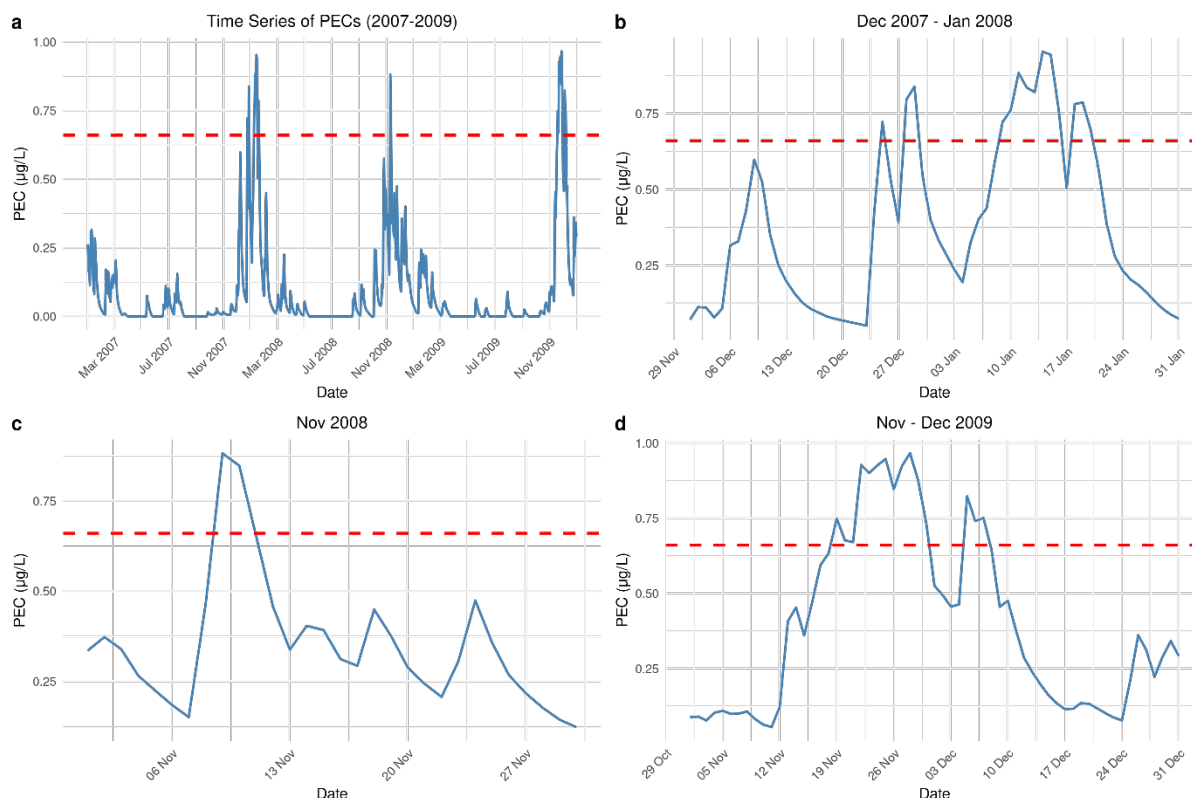 a
Time Series of PECs (2007-2009)
PEC (µg/L)
1.00
0.75
0.50
0.25
0.00
Mar 2007
Jul 2007
Nov 2007
Mar 2008
Jul 2008
Nov 2008
Mar 2009
Jul 2009
Nov 2009
Date
b
Dec 2007 - Jan 2008
PEC (µg/L)
0.75
0.50
0.25
29 Nov
06 Dec
13 Dec
20 Dec
27 Dec
03 Jan
10 Jan
17 Jan
24 Jan
31 Jan
Date
c
Nov 2008
PEC (µg/L)
0.75
0.50
0.25
06 Nov
13 Nov
20 Nov
27 Nov
Date
d
Nov - Dec 2009
PEC (µg/L)
1.00
0.75
0.50
0.25
29 Oct
05 Nov
12 Nov
19 Nov
26 Nov
03 Dec
10 Dec
17 Dec
24 Dec
31 Dec
Date